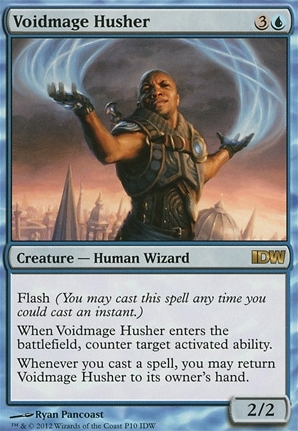 Voidmage Husher 3
Creature — Human Wizard IDW
Flash (You may cast this spell any time you
could cast an instant.)
When Voidmage Husher enters the
battlefield, counter target activated ability.
Whenever you cast a spell, you may return
Voidmage Husher to its owner's hand.
2/2
Ryan Pancoast
™ & © 2012 Wizards of the Coast P10 IDW